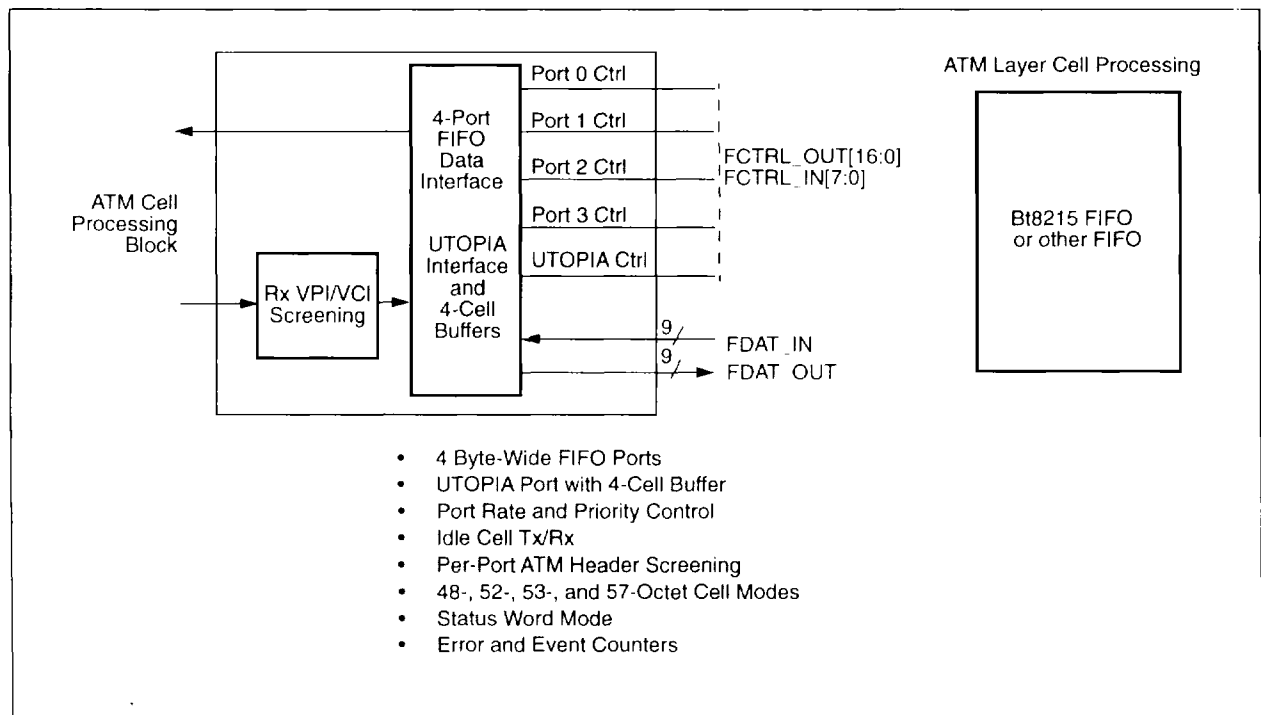 Port 0 Ctrl
Port 1 Ctrl
Port 2 Ctrl
Port 3 Ctrl
UTOPIA Ctrl
4-Port
FIFO
Data
Interface
UTOPIA
Interface
and
4-Cell
Buffers
ATM Cell
Processing
Block
Rx VPI/VCI
Screening
FCTRL_OUT[16:0]
FCTRL_IN[7:0]
9
FDAT_IN
9
FDAT_OUT
ATM Layer Cell Processing
Bt8215 FIFO
or other FIFO
• 4 Byte-Wide FIFO Ports
• UTOPIA Port with 4-Cell Buffer
• Port Rate and Priority Control
• Idle Cell Tx/Rx
• Per-Port ATM Header Screening
• 48-, 52-, 53-, and 57-Octet Cell Modes
• Status Word Mode
• Error and Event Counters